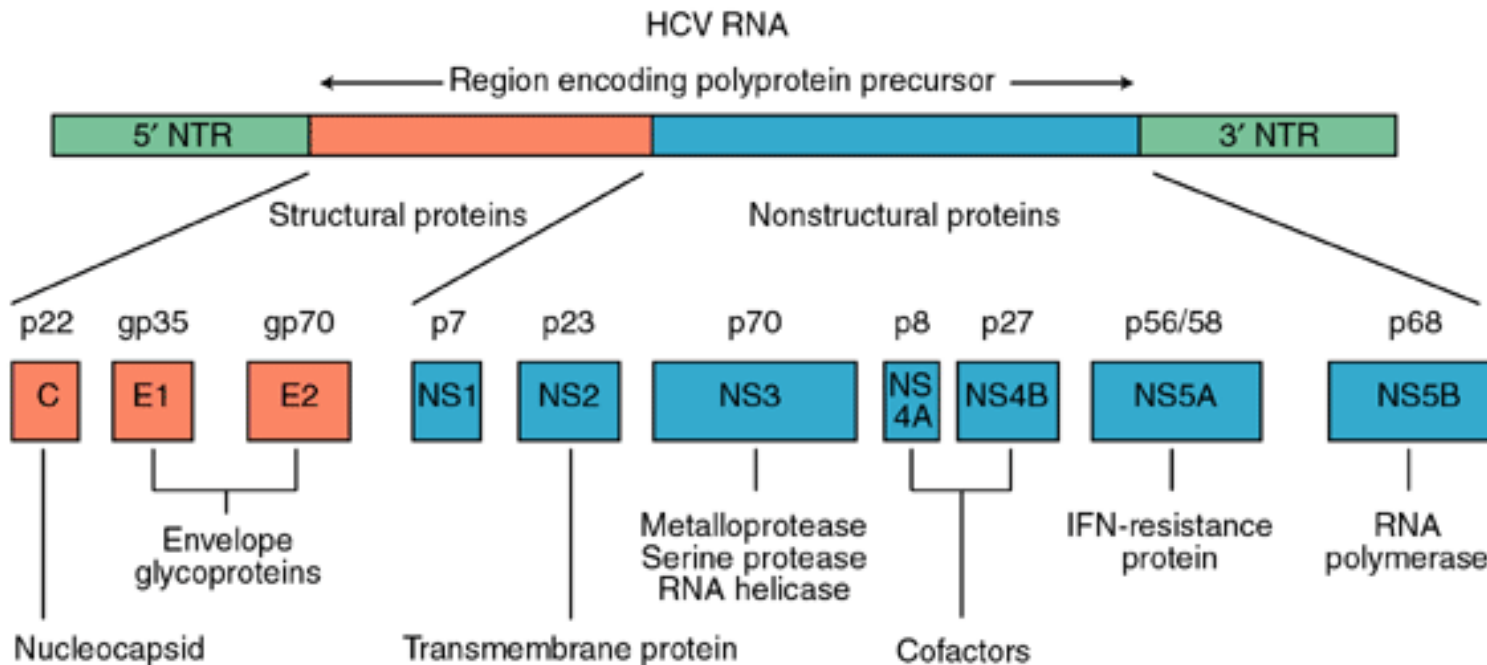 HCV RNA
Region encoding polyprotein precursor
5′ NTR 3′ NTR
Structural proteins Nonstructural proteins
p22 gp35 gp70 p7 p23 p70 p8 p27 p56/58 p68
C E1 E2 NS1 NS2 NS3 NS 4A NS4B NS5A NS5B
Envelope
glycoproteins
Metalloprotease
Serine protease
RNA helicase
IFN-resistance
protein
RNA
polymerase
Nucleocapsid Transmembrane protein Cofactors